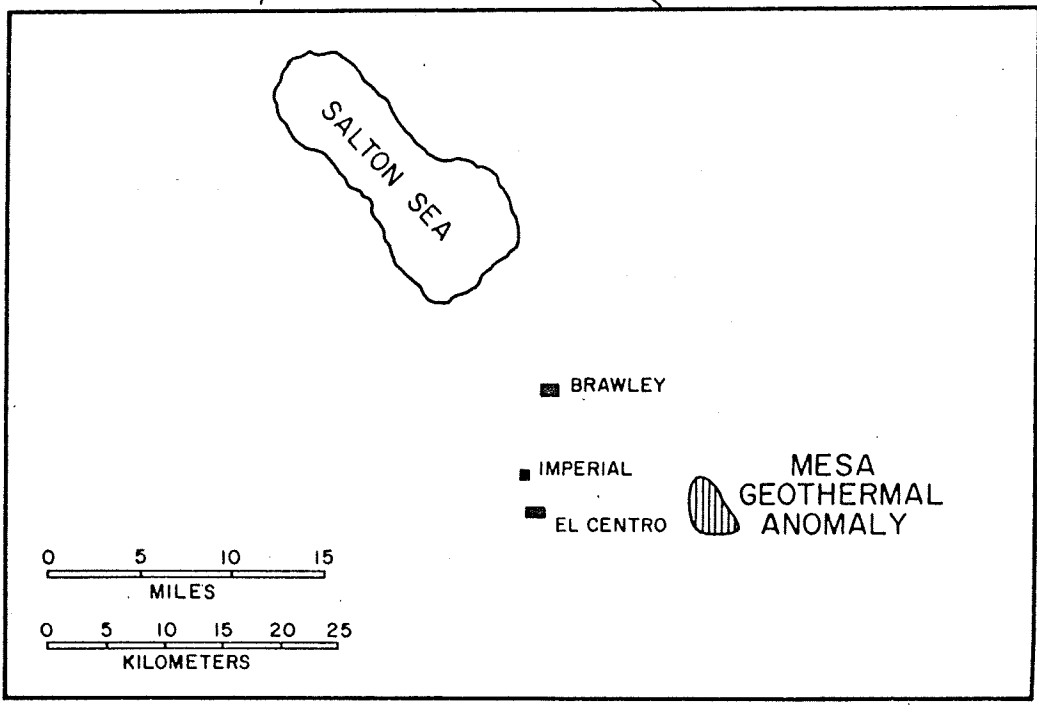 SALTON SEA
BRAWLEY
IMPERIAL
EL CENTRO
MESA
GEOTHERMAL
ANOMALY
0 5 10 15
MILES
0 5 10 15 20 25
KILOMETERS